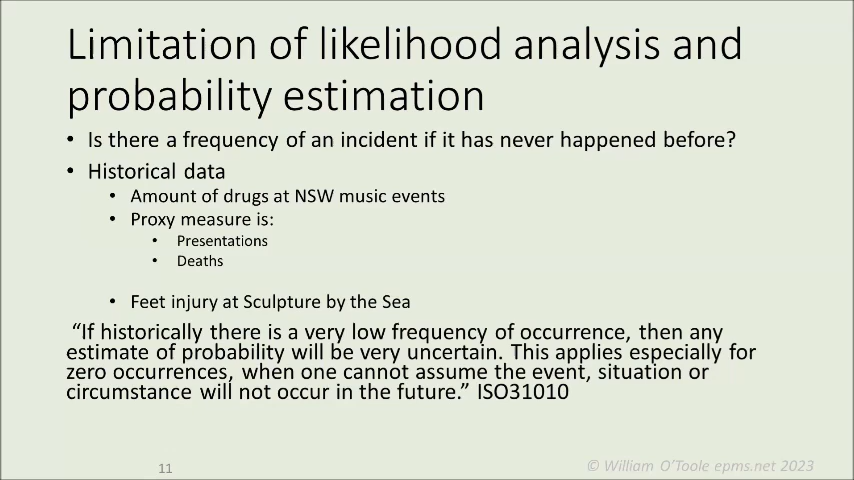 Limitation of likelihood analysis and
probability estimation
• Is there a frequency of an incident if it has never happened before?
• Historical data
• Amount of drugs at NSW music events
• Proxy measure is:
• Presentations
• Deaths
• Feet injury at Sculpture by the Sea
“If historically there is a very low frequency of occurrence, then any
estimate of probability will be very uncertain. This applies especially for
zero occurrences, when one cannot assume the event, situation or
circumstance will not occur in the future.” ISO31010
11
© William O’Toole epms.net 2023